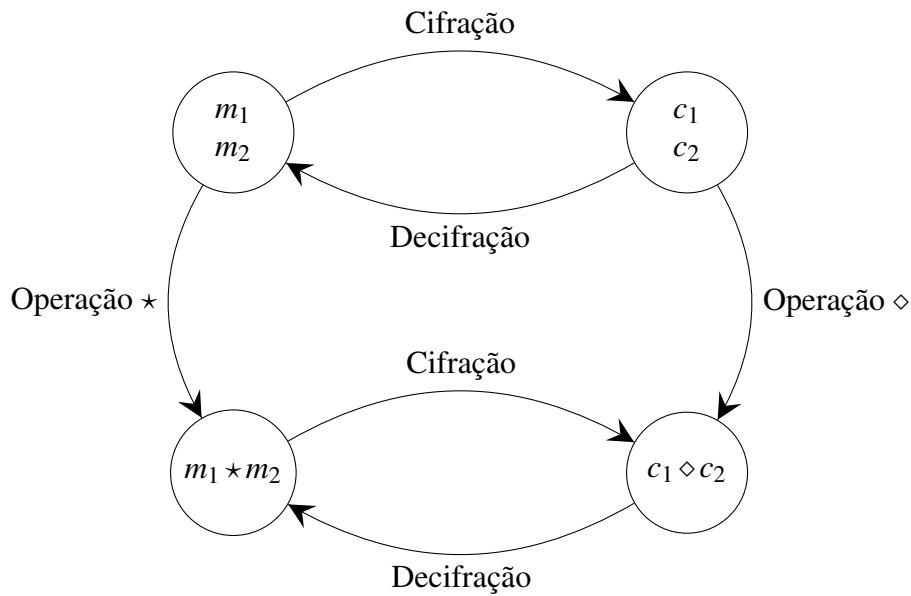 Cifração
m₁
m₂
c₁
c₂
Decifração
Operação ⋆
Operação ⋄
Cifração
m₁ ⋆ m₂
c₁ ⋄ c₂
Decifração